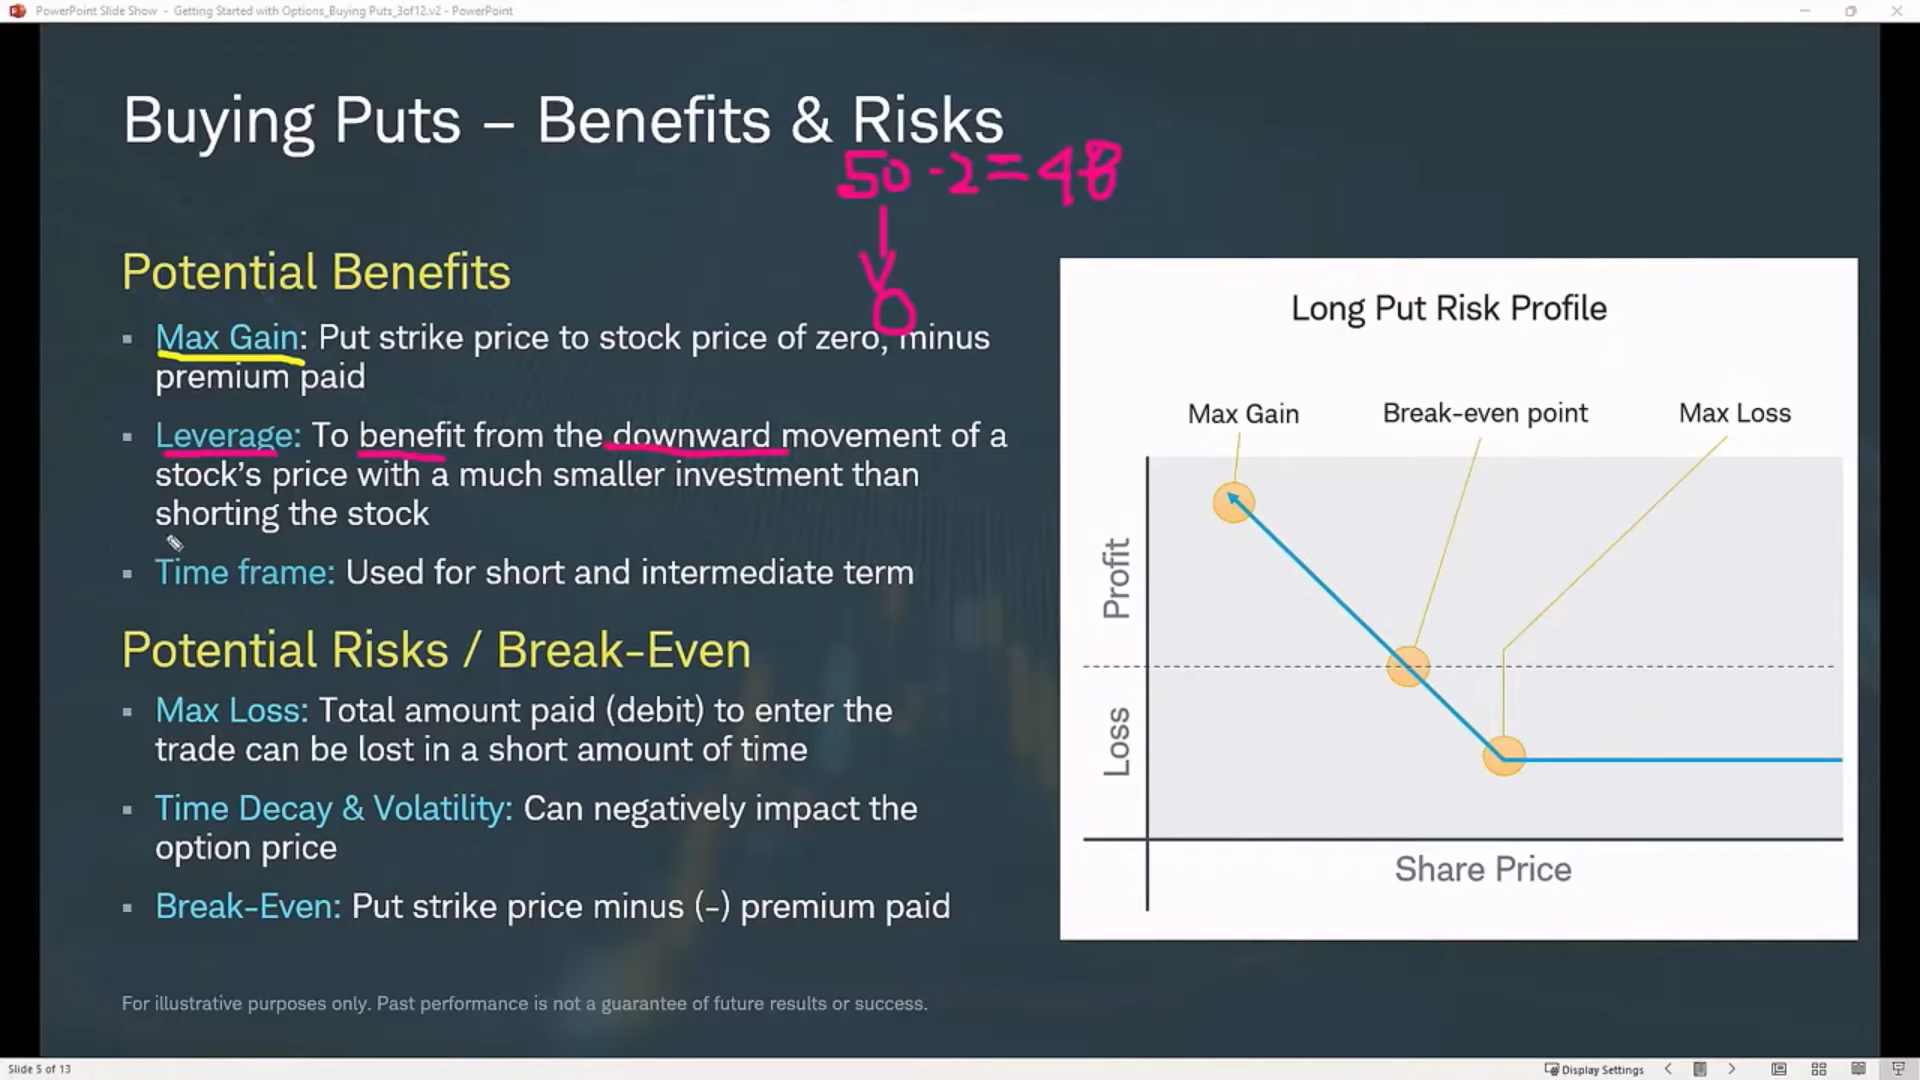 PowerPoint Slide Show - Getting Started with Options_Buying Puts_3of12.v2 - PowerPoint
Buying Puts – Benefits & Risks
50 - 2 = 48
0
Potential Benefits
Max Gain: Put strike price to stock price of zero, minus
premium paid
Leverage: To benefit from the downward movement of a
stock's price with a much smaller investment than
shorting the stock
Time frame: Used for short and intermediate term
Potential Risks / Break-Even
Max Loss: Total amount paid (debit) to enter the
trade can be lost in a short amount of time
Time Decay & Volatility: Can negatively impact the
option price
Break-Even: Put strike price minus (-) premium paid
Long Put Risk Profile
Max Gain
Break-even point
Max Loss
Profit
Loss
Share Price
For illustrative purposes only. Past performance is not a guarantee of future results or success.
Slide 5 of 13
Display Settings